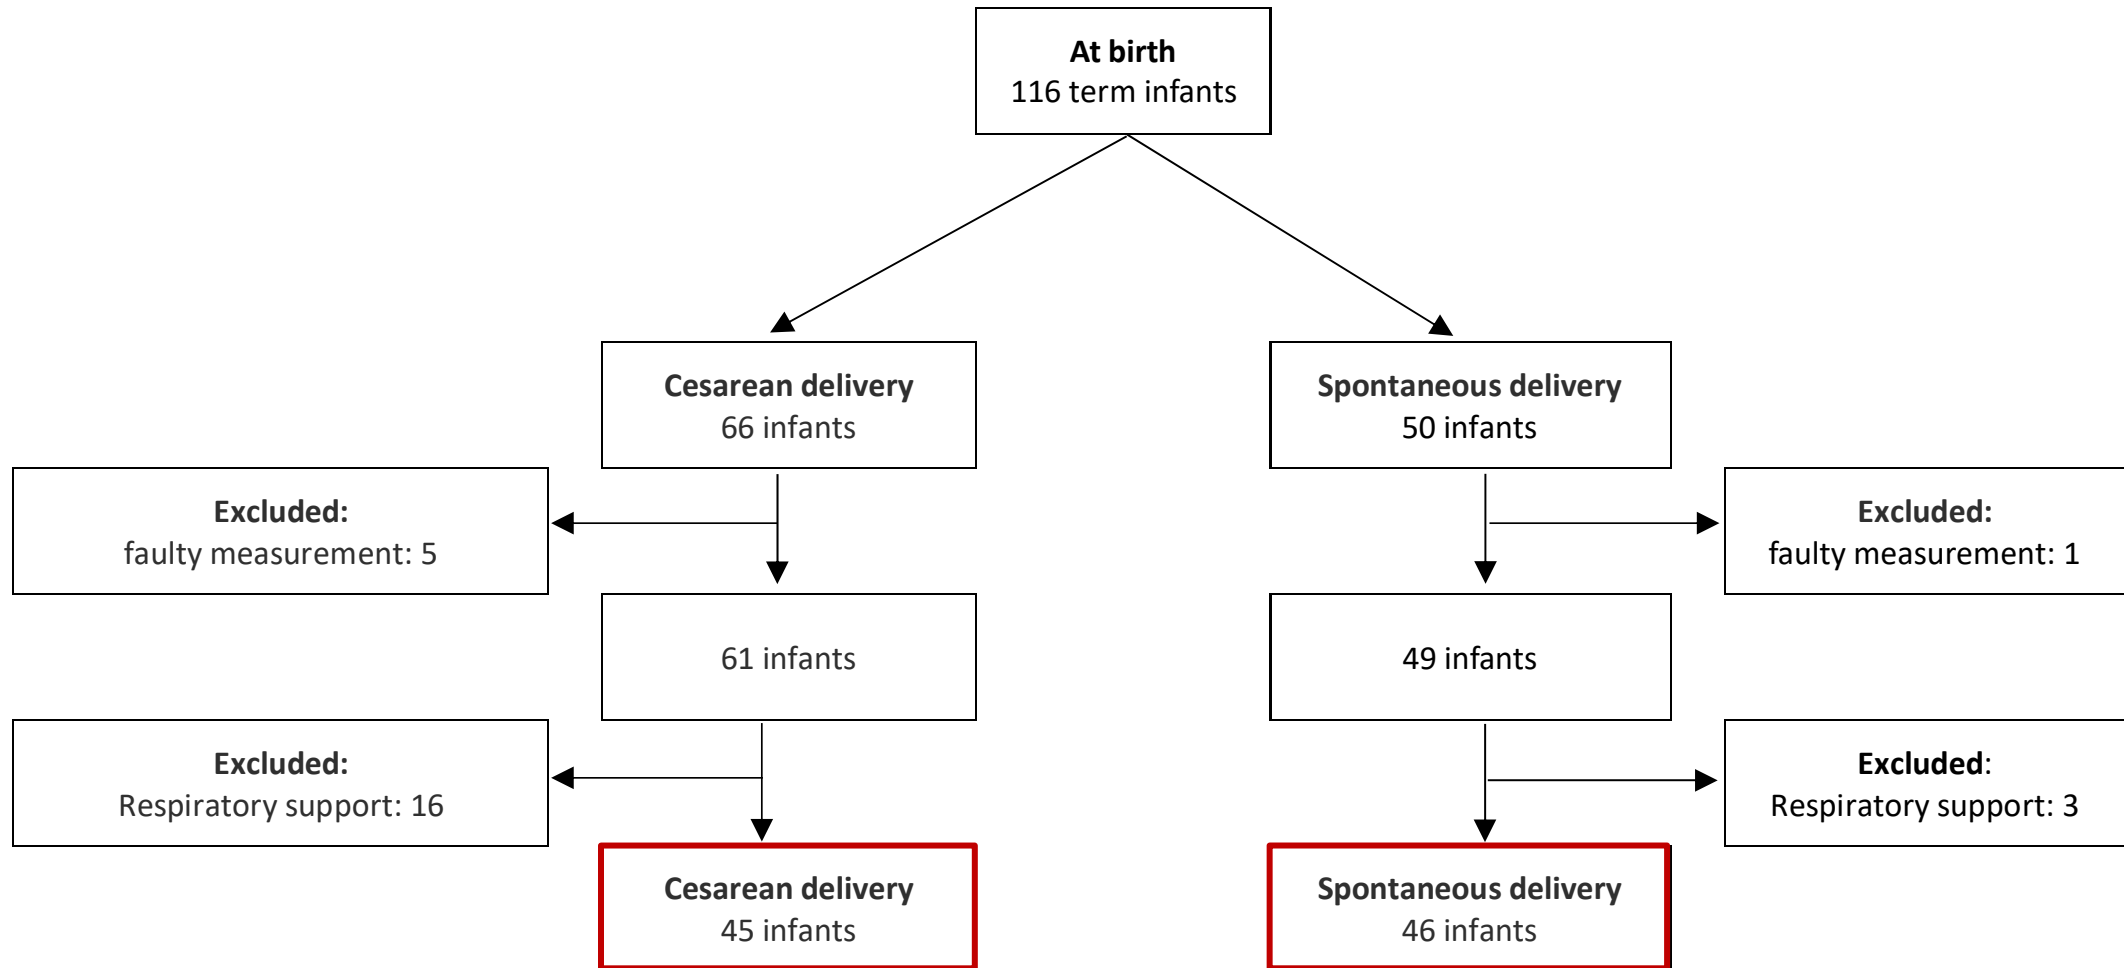 At birth
116 term infants
Cesarean delivery
66 infants
Spontaneous delivery
50 infants
Excluded:
faulty measurement: 5
Excluded:
faulty measurement: 1
61 infants
49 infants
Excluded:
Respiratory support: 16
Excluded:
Respiratory support: 3
Cesarean delivery
45 infants
Spontaneous delivery
46 infants